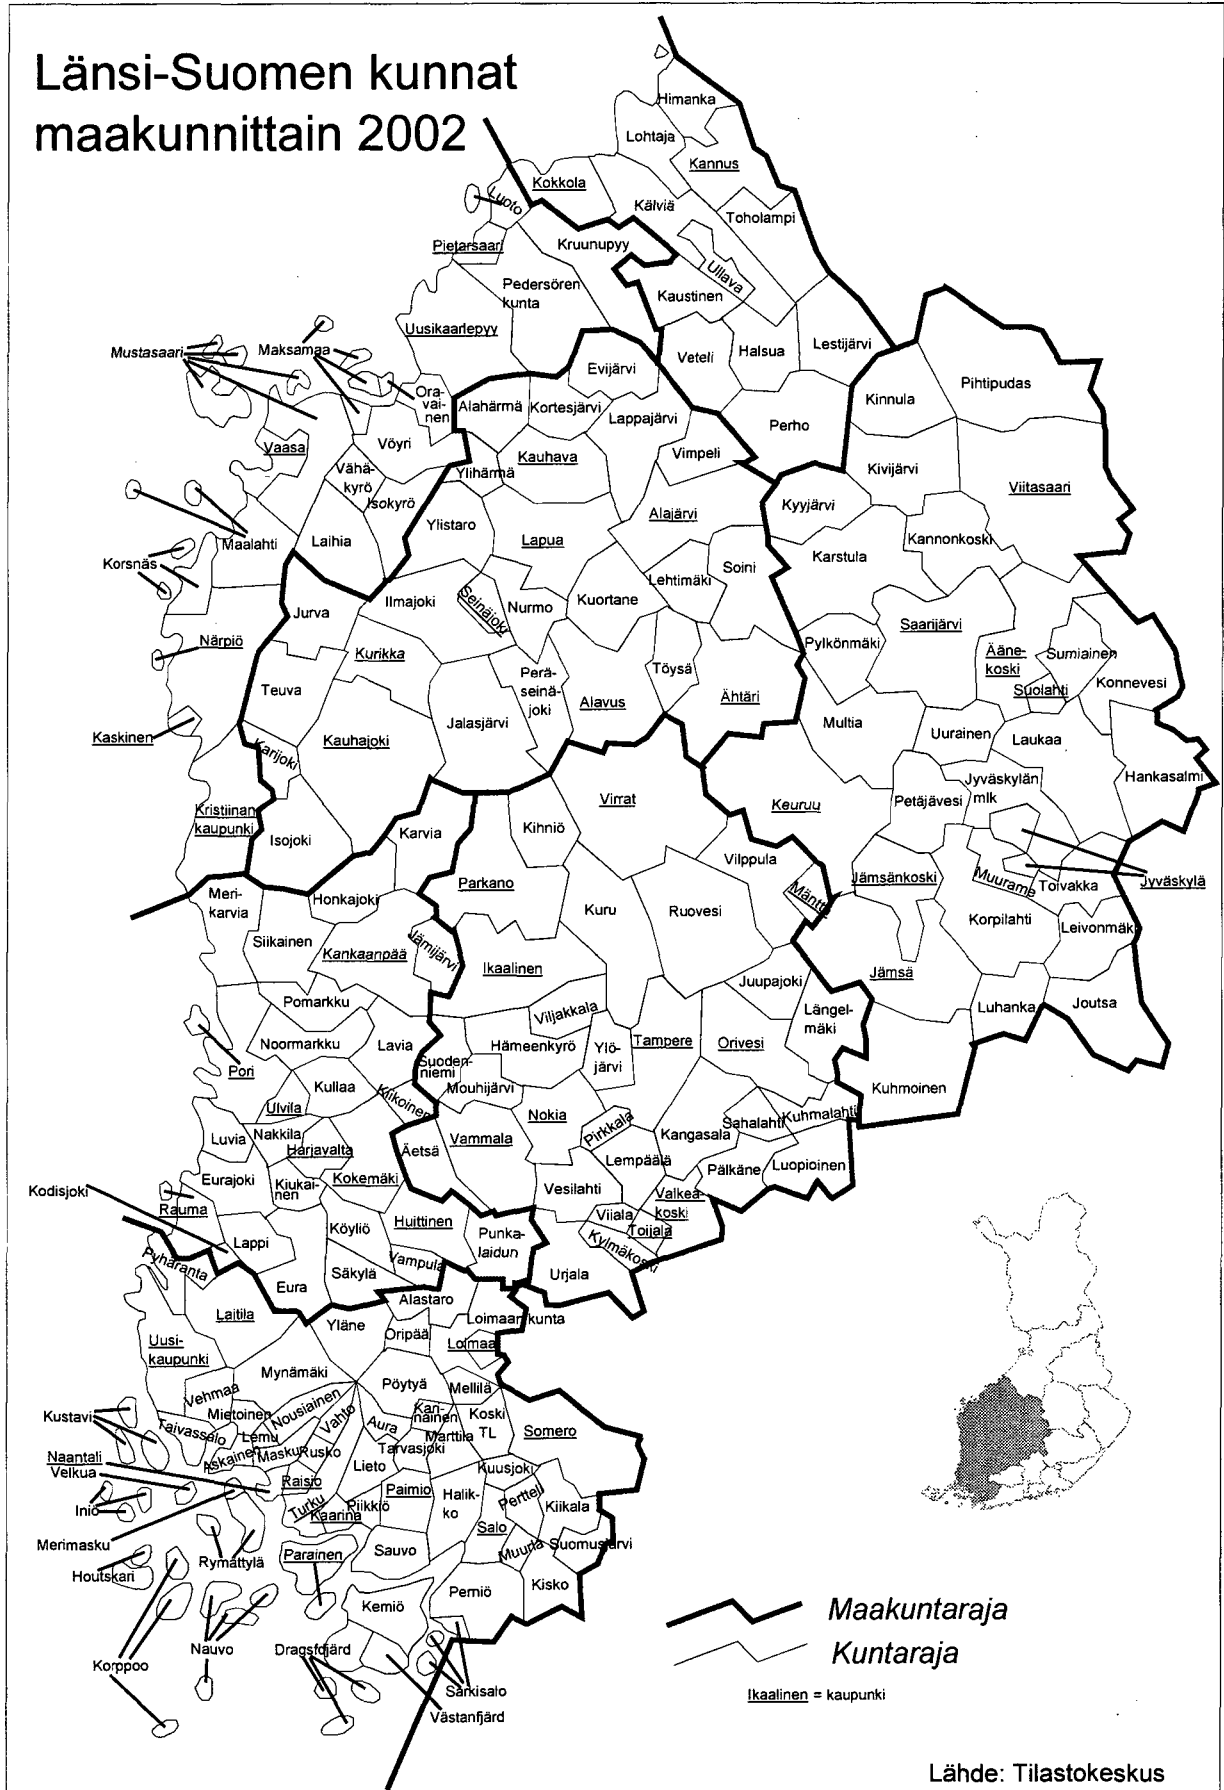 Länsi-Suomen kunnat
maakunnittain 2002
Himanka
Lohtaja
Kannus
Kokkola
Luoto
Kälviä
Toholampi
Pietarsaari
Kruunupyy
Ullava
Pedersören
kunta
Kaustinen
Uusikaarlepyy
Mustasaari
Maksamaa
Evijärvi
Veteli
Halsua
Lestijärvi
Pihtipudas
Ora-
vai-
nen
Alahärmä
Kortesjärvi
Lappajärvi
Kinnula
Perho
Vaasa
Vöyri
Kauhava
Vimpeli
Vähä-
kyrö
Ylihärmä
Kivijärvi
Viitasaari
Isokyrö
Kyyjärvi
Ylistaro
Alajärvi
Maalahti
Laihia
Lapua
Kannonkoski
Korsnäs
Karstula
Soini
Lehtimäki
Jurva
Ilmajoki
Seinäjoki
Nurmo
Kuortane
Saarijärvi
Närpiö
Kurikka
Pylkönmäki
Ääne-
koski
Sumiainen
Teuva
Perä-
seinä-
joki
Töysä
Suolahti
Konnevesi
Alavus
Ähtäri
Kaskinen
Karijoki
Kauhajoki
Jalasjärvi
Multia
Uurainen
Laukaa
Hankasalmi
Jyväskylän
mlk
Kristiinan
kaupunki
Virrat
Keuruu
Petäjävesi
Isojoki
Karvia
Kihniö
Vilppula
Jämsänkoski
Muurame
Toivakka
Jyväskylä
Meri-
karvia
Honkajoki
Parkano
Mänttä
Kuru
Ruovesi
Korpilahti
Leivonmäki
Siikainen
Kankaanpää
Jämijärvi
Ikaalinen
Jämsä
Juupajoki
Pomarkku
Viljakkala
Längel-
mäki
Luhanka
Joutsa
Noormarkku
Lavia
Hämeenkyrö
Ylö-
järvi
Tampere
Orivesi
Suoden-
niemi
Pori
Kullaa
Mouhijärvi
Kuhmoinen
Ulvila
Kiikoinen
Nokia
Pirkkala
Sahalahti
Kuhmalahti
Luvia
Nakkila
Harjavalta
Äetsä
Vammala
Kangasala
Lempäälä
Pälkäne
Luopioinen
Eurajoki
Kiukai-
nen
Kokemäki
Vesilahti
Kodisjoki
Valkea-
koski
Rauma
Köyliö
Huittinen
Viiala
Toijala
Lappi
Punka-
laidun
Kylmäkoski
Pyhäranta
Vampula
Säkylä
Urjala
Eura
Laitila
Alastaro
Yläne
Loimaan kunta
Oripää
Loimaa
Uusi-
kaupunki
Mynämäki
Pöytyä
Mellilä
Vehmaa
Nousiainen
Kustavi
Mietoinen
Kari-
nainen
Koski
TL
Taivassalo
Lemu
Vahto
Aura
Marttila
Somero
Naantali
Askainen
Masku
Rusko
Tarvasjoki
Velkua
Lieto
Kuusjoki
Raisio
Paimio
Halik-
ko
Pertteli
Kiikala
Iniö
Turku
Piikkiö
Kaarina
Salo
Merimasku
Muurla
Suomusjärvi
Houtskari
Rymättylä
Parainen
Sauvo
Perniö
Kisko
Kemiö
Maakuntaraja
Nauvo
Dragsfjärd
Kuntaraja
Korppoo
Särkisalo
Ikaalinen = kaupunki
Västanfjärd
Lähde: Tilastokeskus